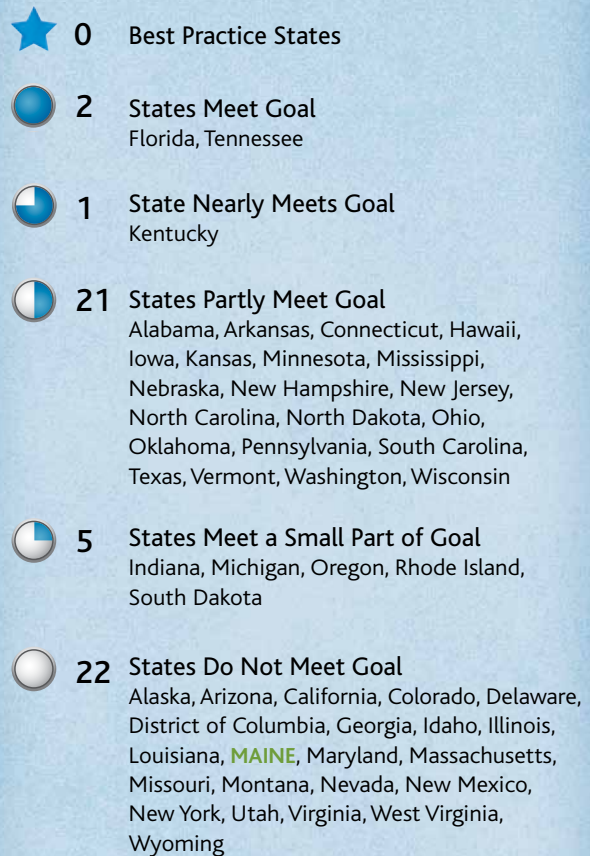 0 Best Practice States
2 States Meet Goal
Florida, Tennessee
1 State Nearly Meets Goal
Kentucky
21 States Partly Meet Goal
Alabama, Arkansas, Connecticut, Hawaii,
Iowa, Kansas, Minnesota, Mississippi,
Nebraska, New Hampshire, New Jersey,
North Carolina, North Dakota, Ohio,
Oklahoma, Pennsylvania, South Carolina,
Texas, Vermont, Washington, Wisconsin
5 States Meet a Small Part of Goal
Indiana, Michigan, Oregon, Rhode Island,
South Dakota
22 States Do Not Meet Goal
Alaska, Arizona, California, Colorado, Delaware,
District of Columbia, Georgia, Idaho, Illinois,
Louisiana, MAINE, Maryland, Massachusetts,
Missouri, Montana, Nevada, New Mexico,
New York, Utah, Virginia, West Virginia,
Wyoming